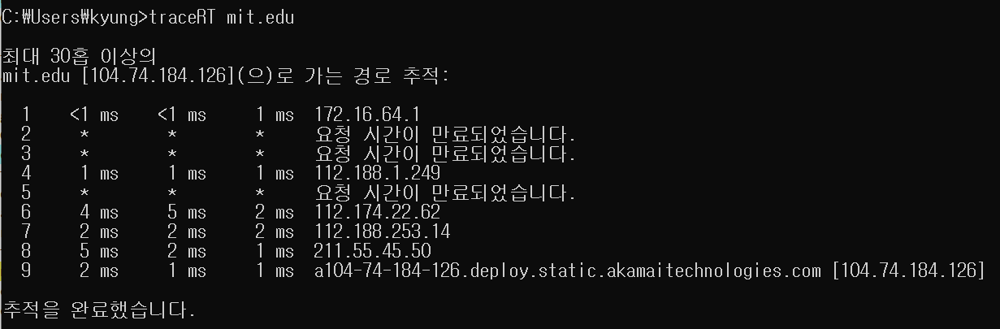 C:₩Users₩kyung>traceRT mit.edu
최대 30홉 이상의
mit.edu [104.74.184.126](으)로 가는 경로 추적:
1 <1 ms <1 ms 1 ms 172.16.64.1
2 * * * 요청 시간이 만료되었습니다.
3 * * * 요청 시간이 만료되었습니다.
4 1 ms 1 ms 1 ms 112.188.1.249
5 * * * 요청 시간이 만료되었습니다.
6 4 ms 5 ms 2 ms 112.174.22.62
7 2 ms 2 ms 2 ms 112.188.253.14
8 5 ms 2 ms 1 ms 211.55.45.50
9 2 ms 1 ms 1 ms a104-74-184-126.deploy.static.akamaitechnologies.com [104.74.184.126]
추적을 완료했습니다.